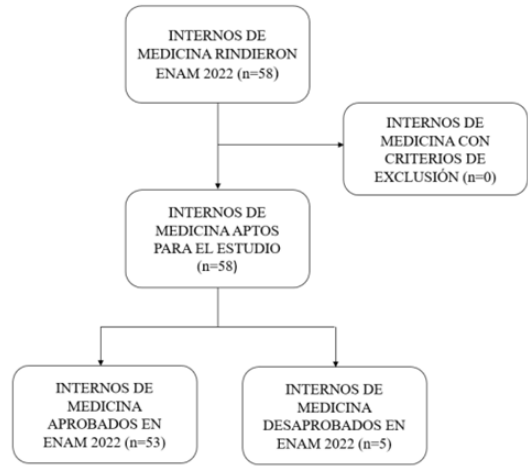 INTERNOS DE
MEDICINA RINDIERON
ENAM 2022 (n=58)
INTERNOS DE
MEDICINA CON
CRITERIOS DE
EXCLUSIÓN (n=0)
INTERNOS DE
MEDICINA APTOS
PARA EL ESTUDIO
(n=58)
INTERNOS DE
MEDICINA
APROBADOS EN
ENAM 2022 (n=53)
INTERNOS DE
MEDICINA
DESAPROBADOS EN
ENAM 2022 (n=5)